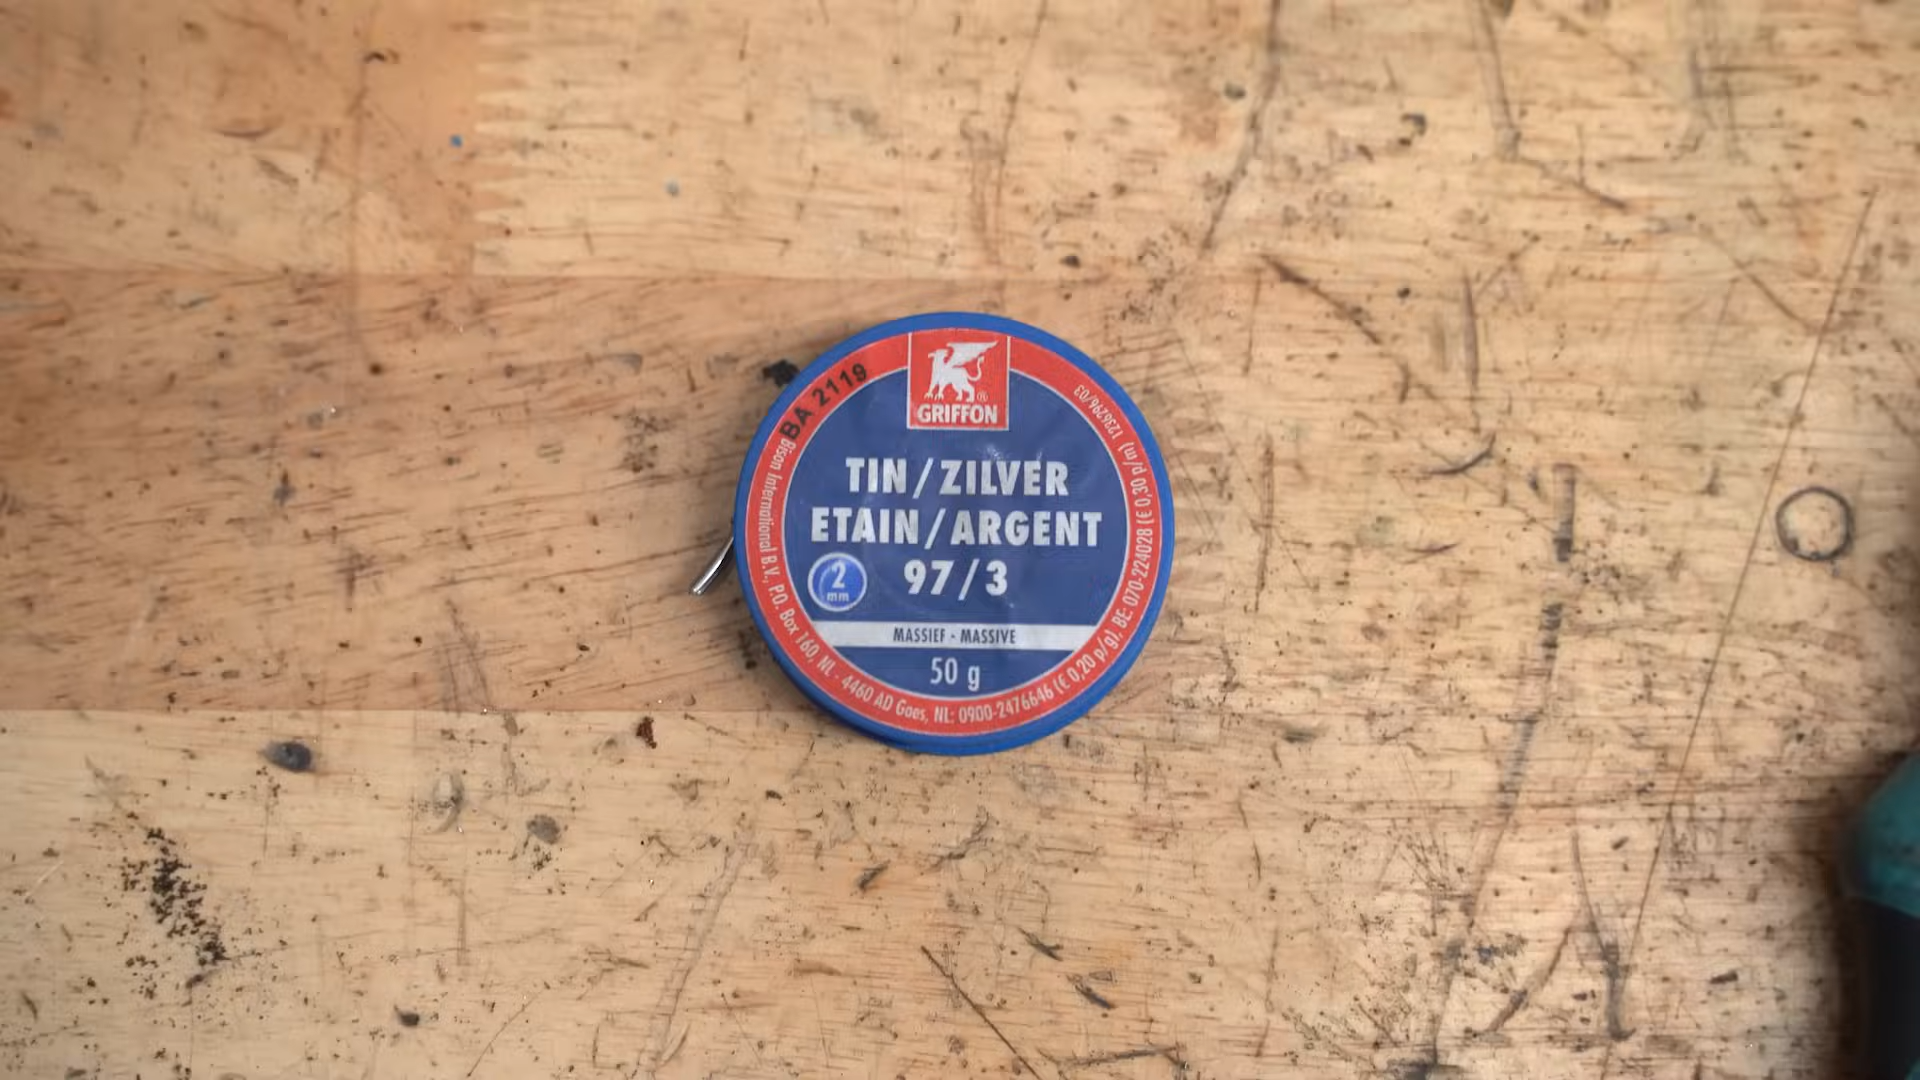 GRIFFON
®
BA 2119
TIN/ZILVER
ETAIN/ARGENT
97/3
2
mm
MASSIEF - MASSIVE
50 g
Bison International B.V., P.O. Box 160, NL - 4460 AD Goes, NL: 0900-2476646 (€ 0,20 p/g), BE: 070-224028 (€ 0,30 p/m) 1236296/03